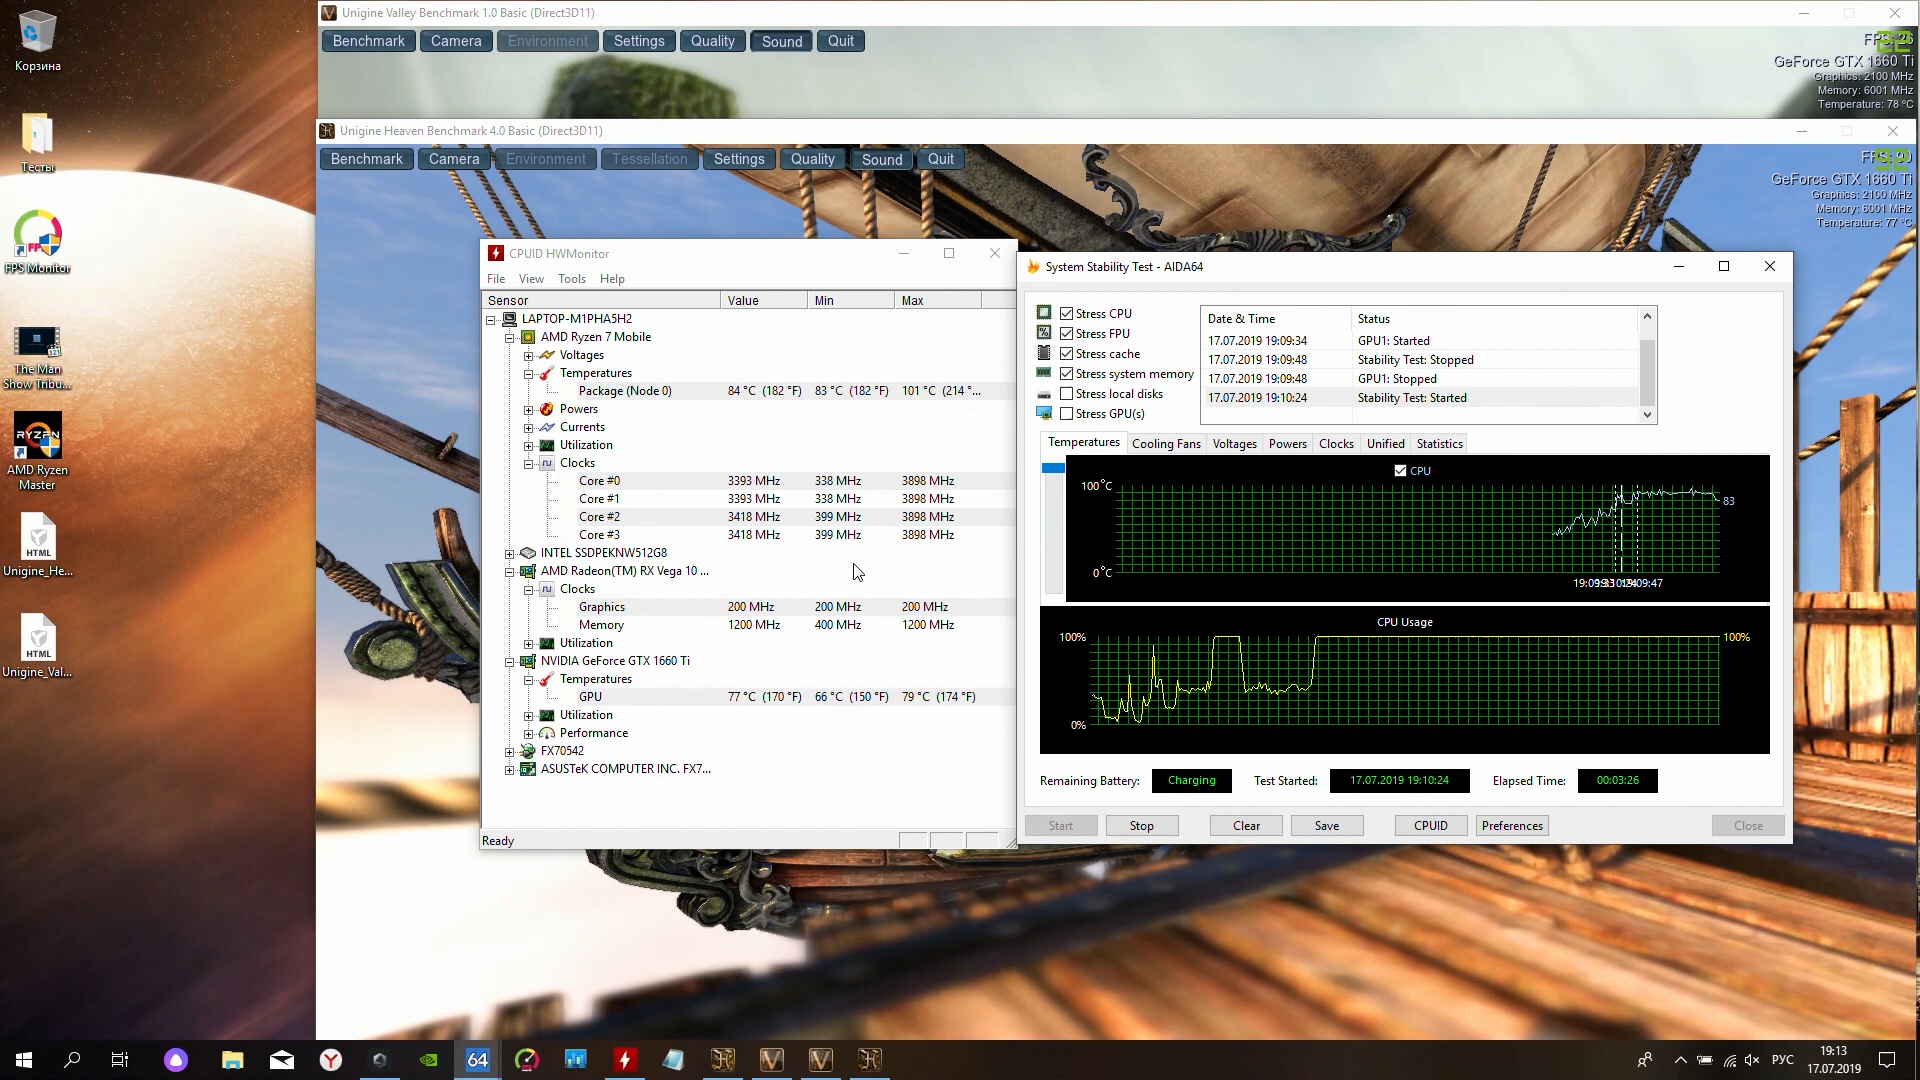 Корзина
Тесты
FPS Monitor
The Man
Show Tribu...
RYZEN
AMD Ryzen
Master
HTML
Unigine_He...
HTML
Unigine_Val...
Unigine Valley Benchmark 1.0 Basic (Direct3D11)
Benchmark Camera Environment Settings Quality Sound Quit
GeForce GTX 1660 Ti
Graphics: 2100 MHz
Memory: 6001 MHz
Temperature: 78 °C
Unigine Heaven Benchmark 4.0 Basic (Direct3D11)
Benchmark Camera Environment Tessellation Settings Quality Sound Quit
GeForce GTX 1660 Ti
Graphics: 2100 MHz
Memory: 6001 MHz
Temperature: 77 °C
CPUID HWMonitor
File View Tools Help
Sensor Value Min Max
LAPTOP-M1PHA5H2
AMD Ryzen 7 Mobile
Voltages
Temperatures
Package (Node 0) 84 °C (182 °F) 83 °C (182 °F) 101 °C (214 °...
Powers
Currents
Utilization
Clocks
Core #0 3393 MHz 338 MHz 3898 MHz
Core #1 3393 MHz 338 MHz 3898 MHz
Core #2 3418 MHz 399 MHz 3898 MHz
Core #3 3418 MHz 399 MHz 3898 MHz
INTEL SSDPEKNW512G8
AMD Radeon(TM) RX Vega 10 ...
Clocks
Graphics 200 MHz 200 MHz 200 MHz
Memory 1200 MHz 400 MHz 1200 MHz
Utilization
NVIDIA GeForce GTX 1660 Ti
Temperatures
GPU 77 °C (170 °F) 66 °C (150 °F) 79 °C (174 °F)
Utilization
Performance
FX70542
ASUSTeK COMPUTER INC. FX7...
Ready
System Stability Test - AIDA64
Stress CPU
Stress FPU
Stress cache
Stress system memory
Stress local disks
Stress GPU(s)
Date & Time Status
17.07.2019 19:09:34 GPU1: Started
17.07.2019 19:09:48 Stability Test: Stopped
17.07.2019 19:09:48 GPU1: Stopped
17.07.2019 19:10:24 Stability Test: Started
Temperatures Cooling Fans Voltages Powers Clocks Unified Statistics
CPU
100°C
83
0°C
CPU Usage
100% 100%
0%
Remaining Battery: Charging Test Started: 17.07.2019 19:10:24 Elapsed Time: 00:03:26
Start Stop Clear Save CPUID Preferences Close
64
РУС
19:13
17.07.2019